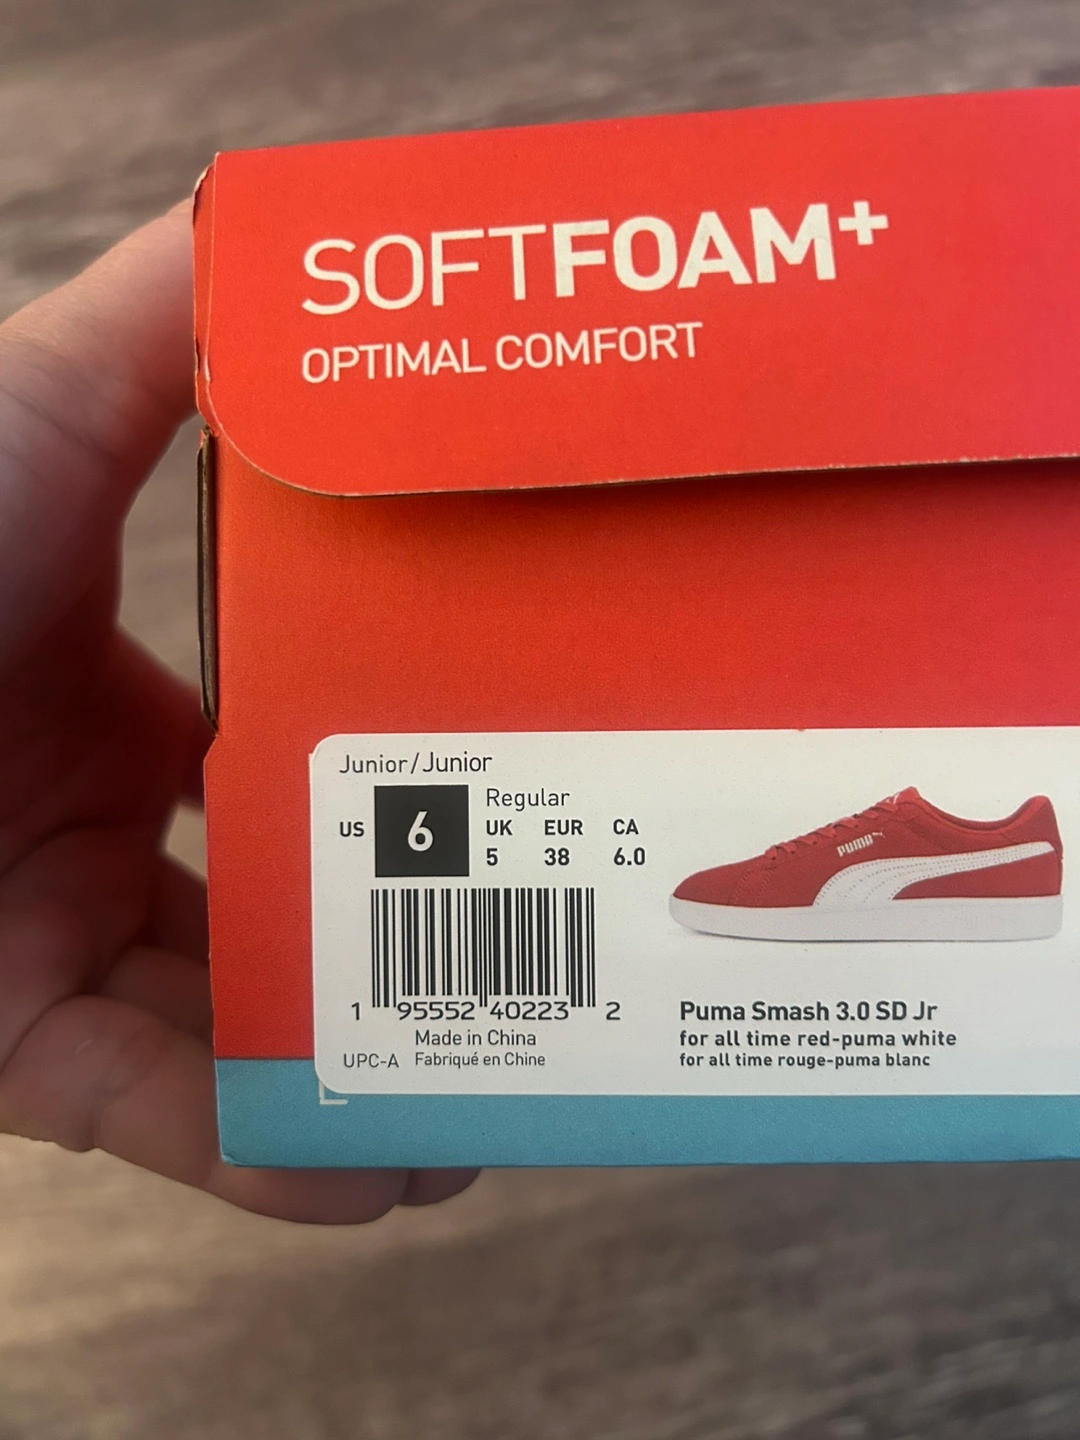 SOFTFOAM+
OPTIMAL COMFORT
Junior/Junior
US 6
Regular
UK EUR CA
5 38 6.0
PUMA
1 95552 40223 2
Made in China
UPC-A Fabriqué en Chine
Puma Smash 3.0 SD Jr
for all time red-puma white
for all time rouge-puma blanc